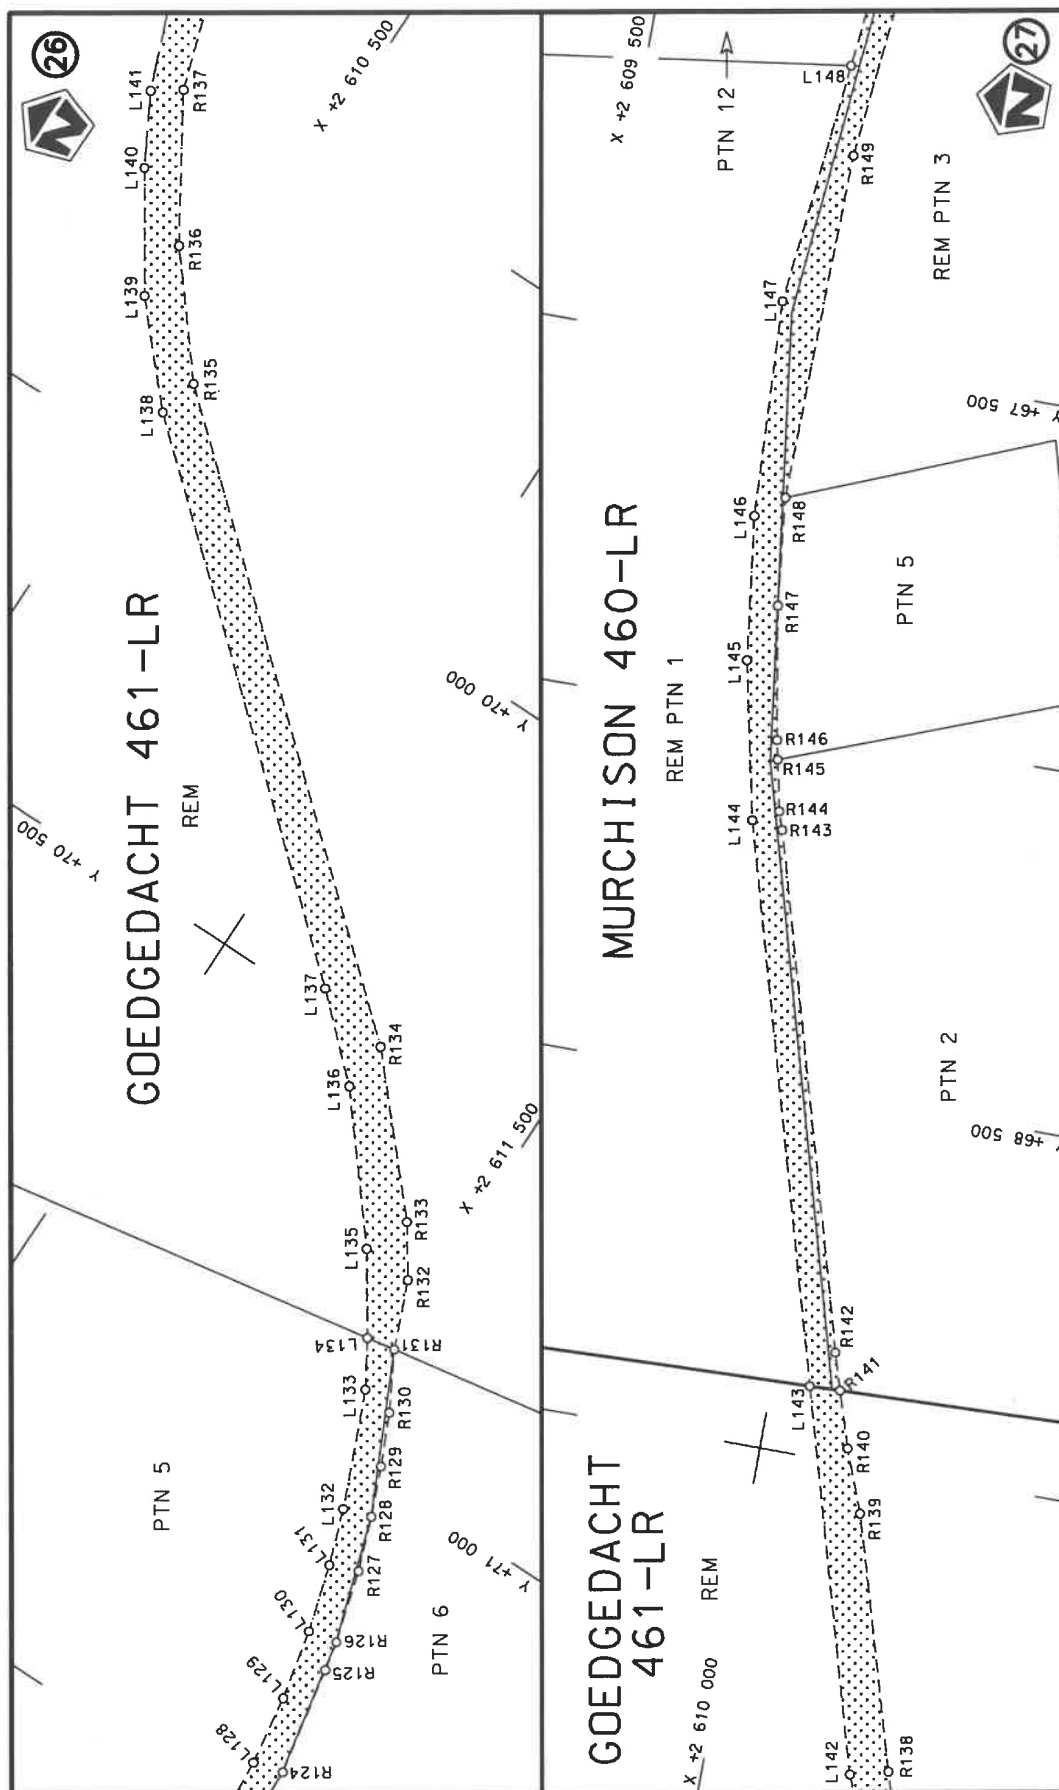 26
N
L141
R137
L140
R136
L139
R135
L138
X +2 610 500
GOEDGEDACHT 461-LR
REM
Y +70 500
Y +70 000
L137
R134
L136
X +2 611 500
R133
L135
R132
L134
R131
L133
R130
R129
L132
R128
L131
R127
PTN 5
L130
R126
R125
L129
PTN 6
Y +71 000
L128
R124
27
N
X +2 609 500
PTN 12
L148
R149
REM PTN 3
L147
Y +67 500
L146
R148
MURCHISON 460-LR
REM PTN 1
R147
PTN 5
L145
R146
R145
R144
L144
R143
PTN 2
+68 500
R142
R141
L143
R140
R139
GOEDGEDACHT
461-LR
REM
X +2 610 000
L142
R138